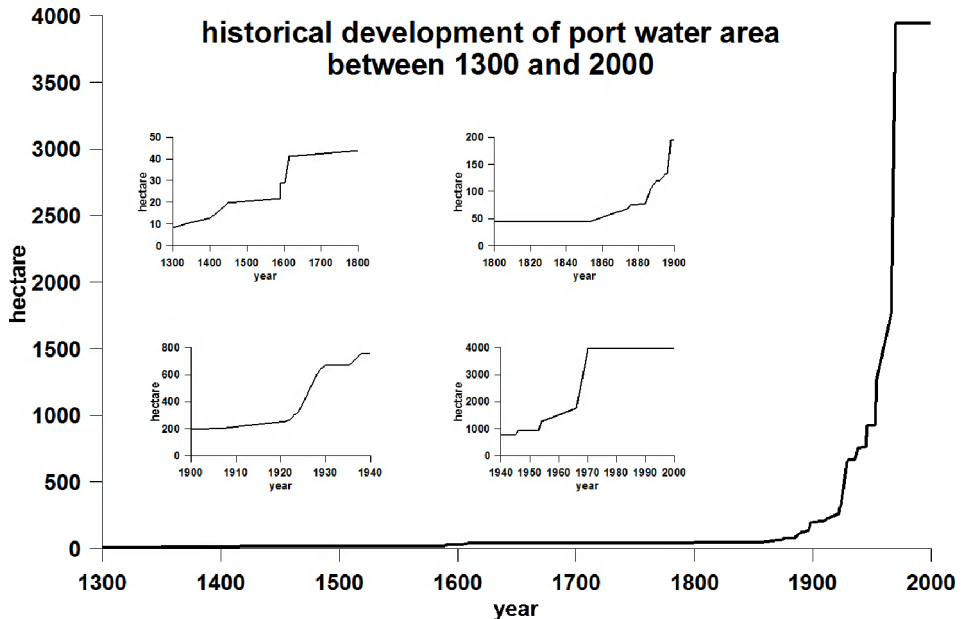 historical development of port water area
between 1300 and 2000
4000
3500
3000
2500
2000
1500
1000
500
0
hectare
1300 1400 1500 1600 1700 1800 1900 2000
year
50
40
30
20
10
0
hectare
1300 1400 1500 1600 1700 1800
year
200
150
100
50
0
hectare
1800 1820 1840 1860 1880 1900
year
800
600
400
200
0
hectare
1900 1910 1920 1930 1940
year
4000
3000
2000
1000
0
hectare
1940 1950 1960 1970 1980 1990 2000
year